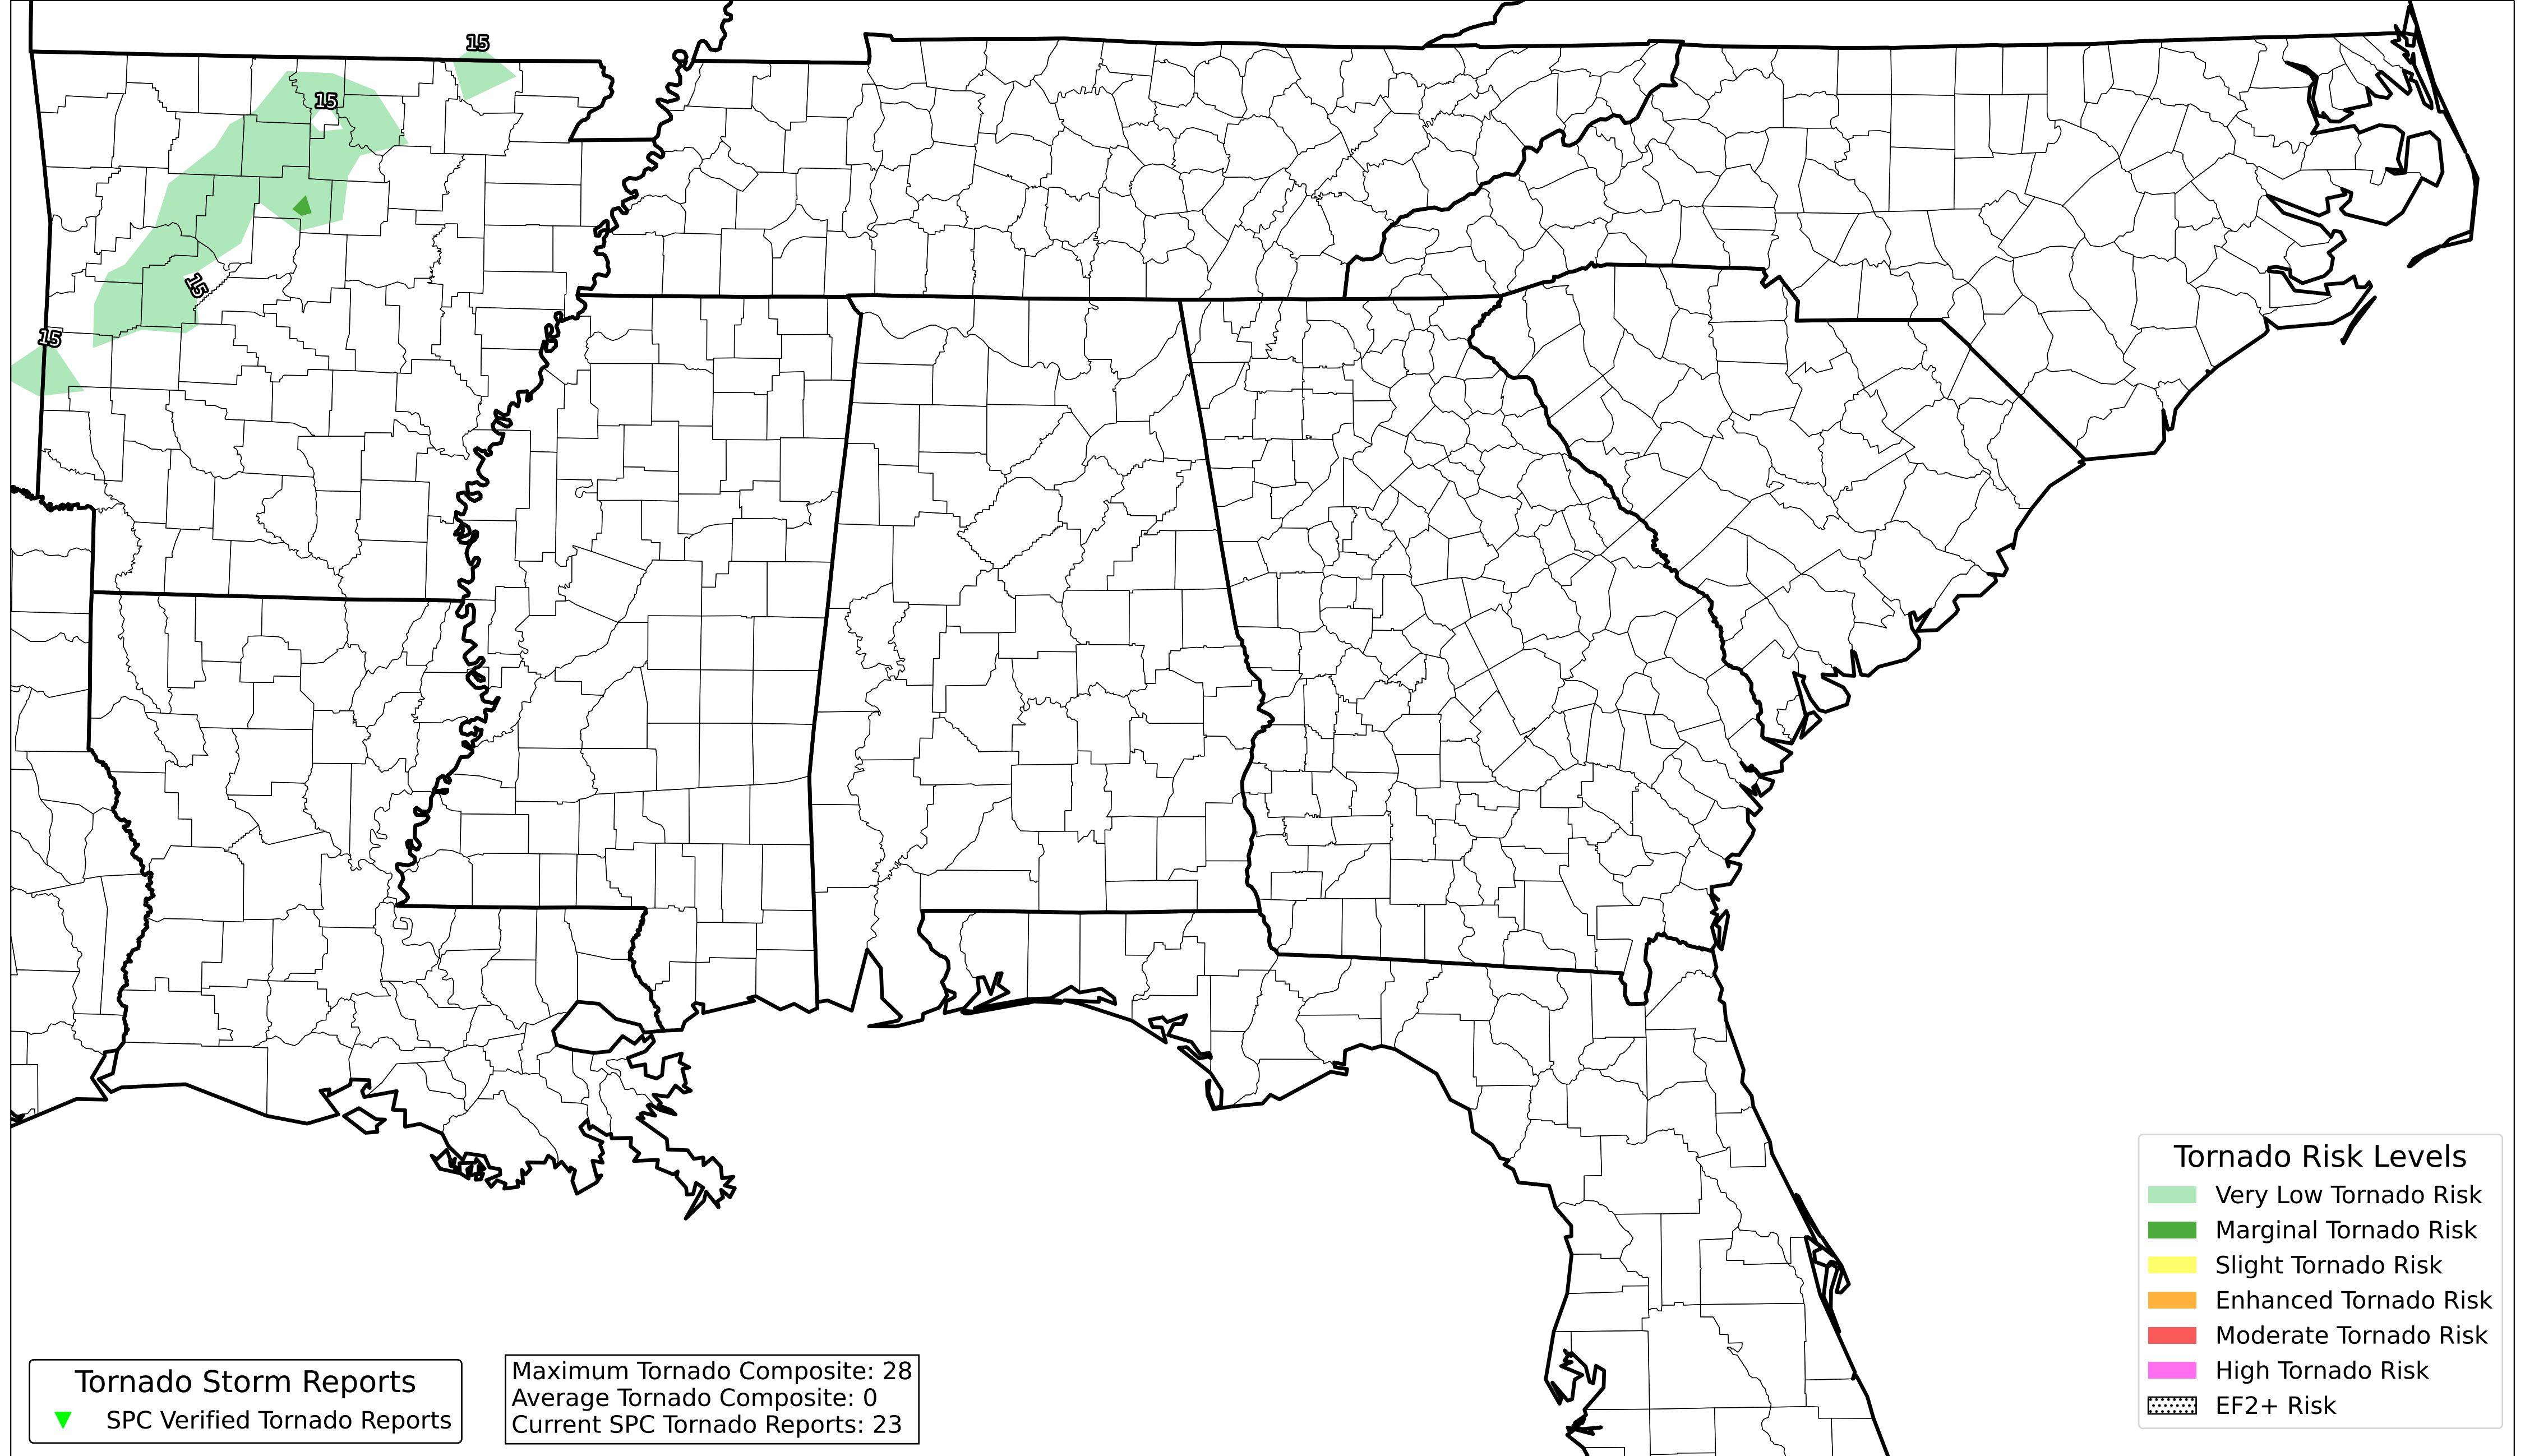 15
15
15
15
Tornado Risk Levels
Very Low Tornado Risk
Marginal Tornado Risk
Slight Tornado Risk
Enhanced Tornado Risk
Moderate Tornado Risk
High Tornado Risk
EF2+ Risk
Tornado Storm Reports
SPC Verified Tornado Reports
Maximum Tornado Composite: 28
Average Tornado Composite: 0
Current SPC Tornado Reports: 23